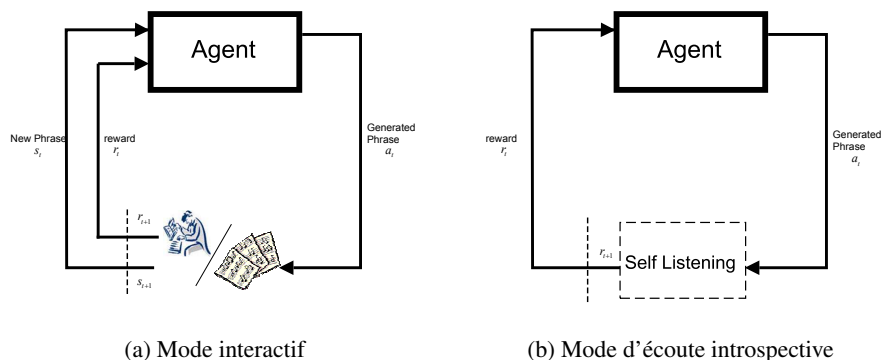 Agent
New Phrase
s_t
reward
r_t
Generated
Phrase
a_t
r_{t+1}
s_{t+1}
(a) Mode interactif
Agent
reward
r_t
Generated
Phrase
a_t
r_{t+1}
Self Listening
(b) Mode d'écoute introspective